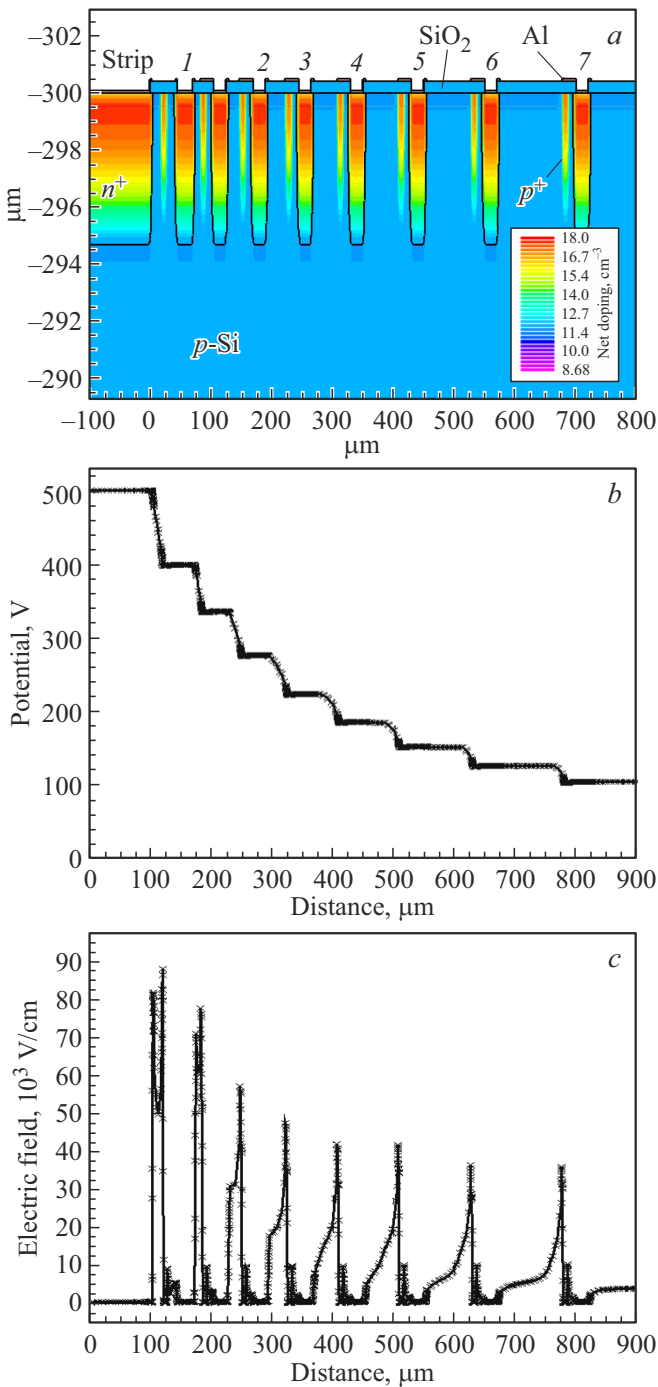 –302
Strip 1 2 3 4 5 6 7
SiO2
Al
a
–300
–298
–296
–294
–292
–290
μm
n+
p+
p-Si
18.0
16.7
15.4
14.0
12.7
11.4
10.0
8.68
Net doping, cm–3
–100 0 100 200 300 400 500 600 700 800
μm
b
500
400
300
200
100
0
Potential, V
0 100 200 300 400 500 600 700 800 900
Distance, μm
c
90
80
70
60
50
40
30
20
10
0
Electric field, 10³ V/cm
0 100 200 300 400 500 600 700 800 900
Distance, μm